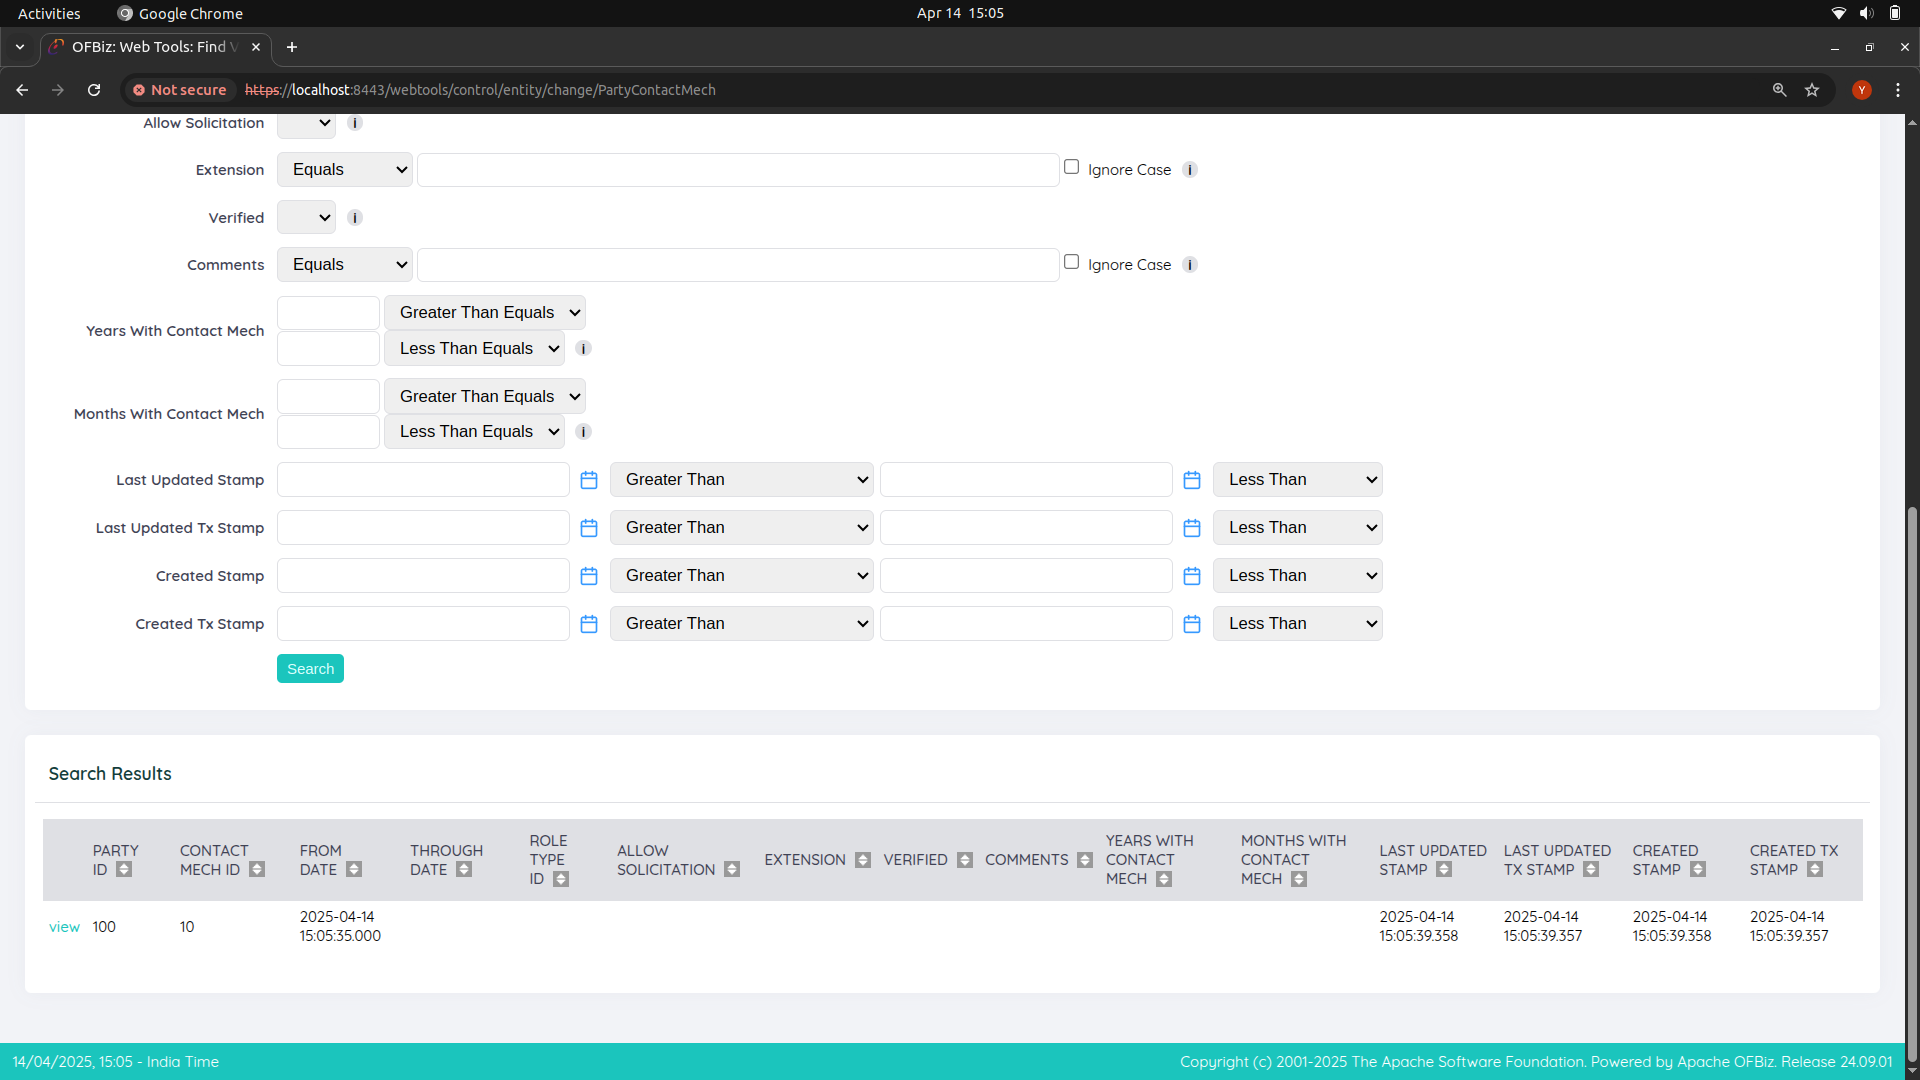 Activities
Google Chrome
Apr 14 15:05
OFBiz: Web Tools: Find V
Not secure
https://localhost:8443/webtools/control/entity/change/PartyContactMech
Y
Allow Solicitation
Extension Equals Ignore Case
Verified
Comments Equals Ignore Case
Years With Contact Mech
Greater Than Equals
Less Than Equals
Months With Contact Mech
Greater Than Equals
Less Than Equals
Last Updated Stamp Greater Than Less Than
Last Updated Tx Stamp Greater Than Less Than
Created Stamp Greater Than Less Than
Created Tx Stamp Greater Than Less Than
Search
Search Results
PARTY ID
CONTACT MECH ID
FROM DATE
THROUGH DATE
ROLE TYPE ID
ALLOW SOLICITATION
EXTENSION
VERIFIED
COMMENTS
YEARS WITH CONTACT MECH
MONTHS WITH CONTACT MECH
LAST UPDATED STAMP
LAST UPDATED TX STAMP
CREATED STAMP
CREATED TX STAMP
view
100
10
2025-04-14 15:05:35.000
2025-04-14 15:05:39.358
2025-04-14 15:05:39.357
2025-04-14 15:05:39.358
2025-04-14 15:05:39.357
14/04/2025, 15:05 - India Time
Copyright (c) 2001-2025 The Apache Software Foundation. Powered by Apache OFBiz. Release 24.09.01